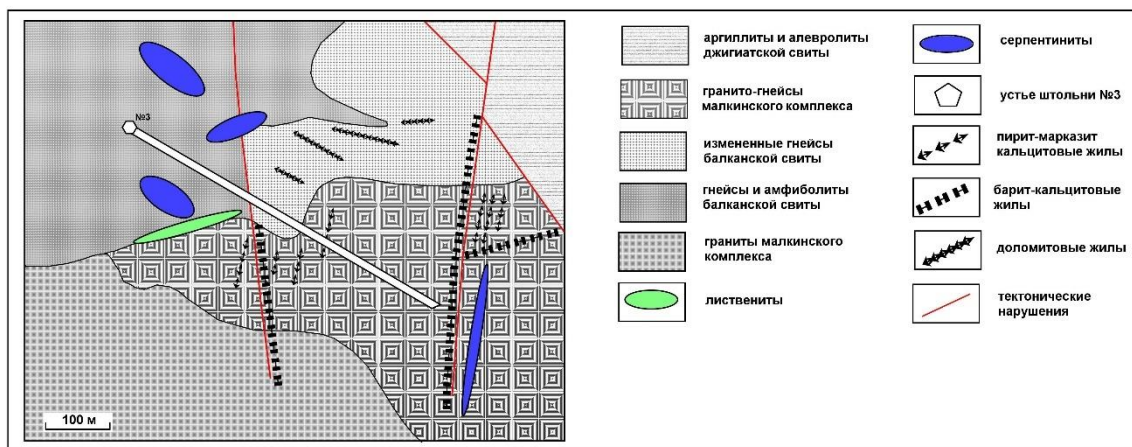 №3
100 м
аргиллиты и алевролиты
джигиатской свиты
гранито-гнейсы
малкинского комплекса
измененные гнейсы
балканской свиты
гнейсы и амфиболиты
балканской свиты
граниты малкинского
комплекса
листвениты
серпентиниты
устье штольни №3
пирит-марказит
кальцитовые жилы
барит-кальцитовые
жилы
доломитовые жилы
тектонические
нарушения